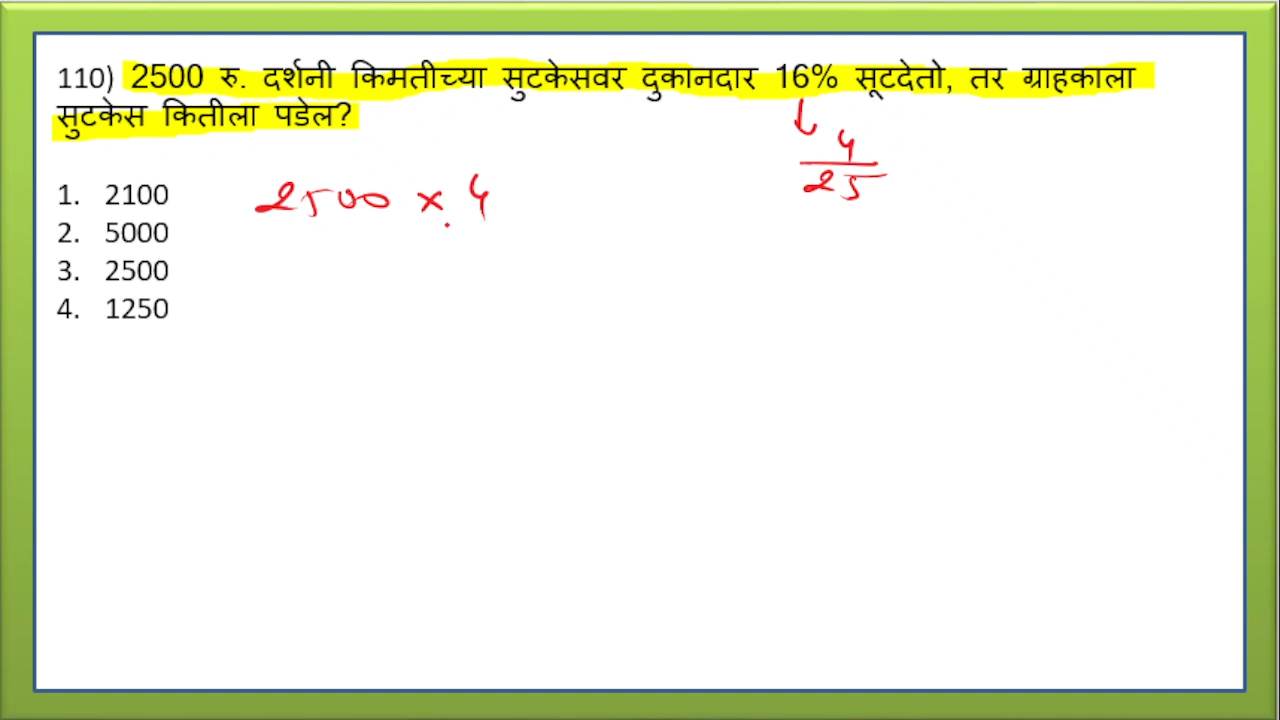 110) 2500 रु. दर्शनी किमतीच्या सुटकेसवर दुकानदार 16% सूटदेतो, तर ग्राहकाला
सुटकेस कितीला पडेल?
4
25
1. 2100
2500 × 4
2. 5000
3. 2500
4. 1250